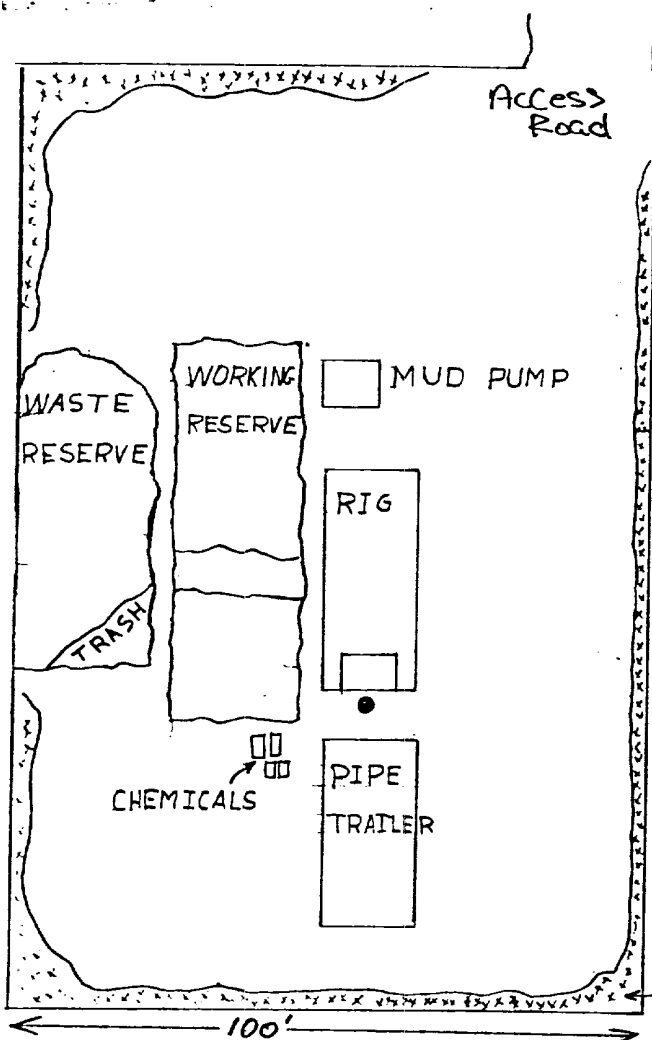 Access
Road
WORKING
RESERVE
MUD PUMP
WASTE
RESERVE
RIG
TRASH
CHEMICALS
PIPE
TRAILER
100'